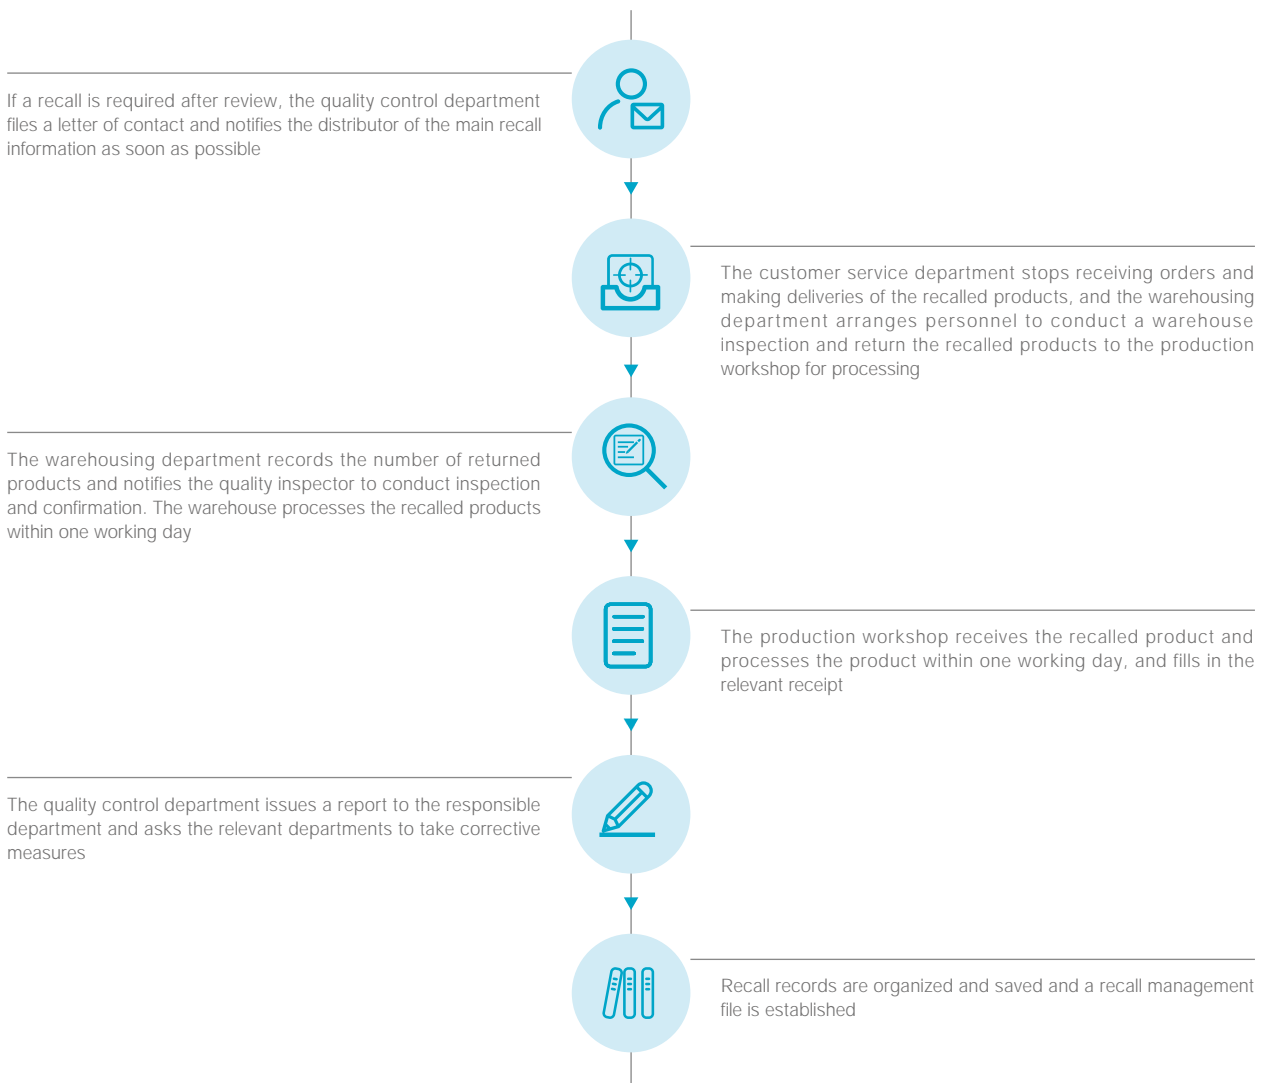 If a recall is required after review, the quality control department
files a letter of contact and notifies the distributor of the main recall
information as soon as possible
The customer service department stops receiving orders and
making deliveries of the recalled products, and the warehousing
department arranges personnel to conduct a warehouse
inspection and return the recalled products to the production
workshop for processing
The warehousing department records the number of returned
products and notifies the quality inspector to conduct inspection
and confirmation. The warehouse processes the recalled products
within one working day
The production workshop receives the recalled product and
processes the product within one working day, and fills in the
relevant receipt
The quality control department issues a report to the responsible
department and asks the relevant departments to take corrective
measures
Recall records are organized and saved and a recall management
file is established